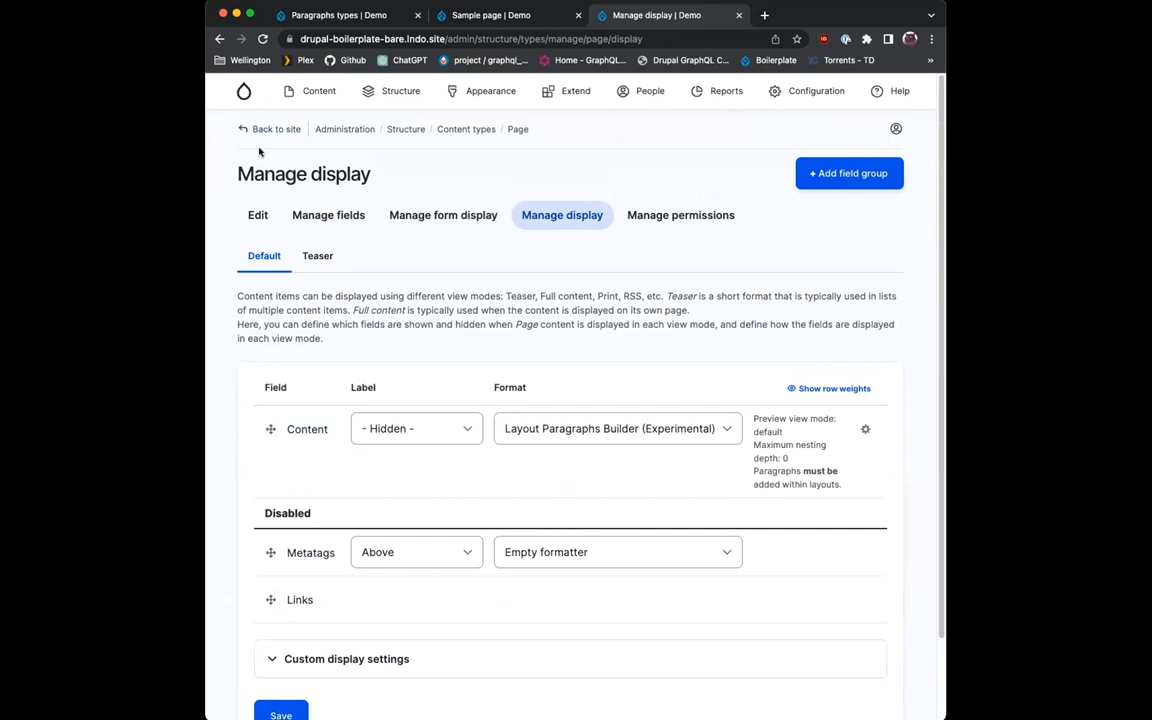 Paragraphs types | Demo
Sample page | Demo
Manage display | Demo
drupal-boilerplate-bare.lndo.site/admin/structure/types/manage/page/display
Wellington Plex Github ChatGPT project / graphql_... Home - GraphQL... Drupal GraphQL C... Boilerplate Torrents - TD
Content Structure Appearance Extend People Reports Configuration Help
Back to site Administration / Structure / Content types / Page
Manage display
+ Add field group
Edit Manage fields Manage form display Manage display Manage permissions
Default Teaser
Content items can be displayed using different view modes: Teaser, Full content, Print, RSS, etc. Teaser is a short format that is typically used in lists
of multiple content items. Full content is typically used when the content is displayed on its own page.
Here, you can define which fields are shown and hidden when Page content is displayed in each view mode, and define how the fields are displayed
in each view mode.
Field Label Format Show row weights
Content - Hidden - Layout Paragraphs Builder (Experimental)
Preview view mode:
default
Maximum nesting
depth: 0
Paragraphs must be
added within layouts.
Disabled
Metatags Above Empty formatter
Links
Custom display settings
Save